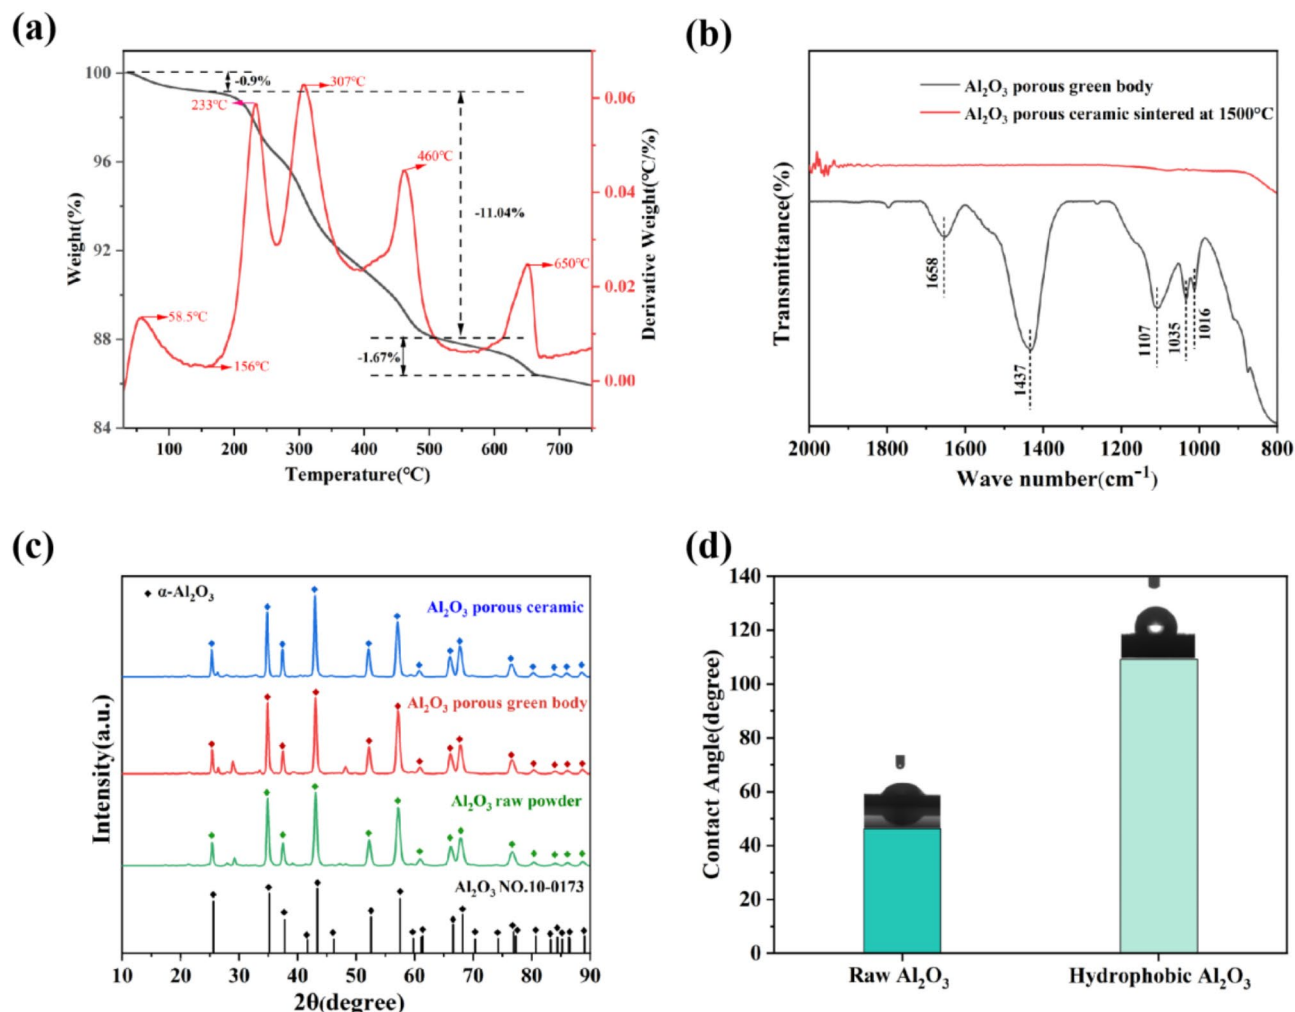 (a)
100
96
92
88
84
Weight(%)
-0.9%
233℃
307℃
460℃
-11.04%
650℃
58.5℃
156℃
-1.67%
0.06
0.04
0.02
0.00
Derivative Weight(℃/%)
0 100 200 300 400 500 600 700
Temperature(℃)
(b)
Al₂O₃ porous green body
Al₂O₃ porous ceramic sintered at 1500℃
Transmittance(%)
1658
1437
1107
1035
1016
2000 1800 1600 1400 1200 1000 800
Wave number(cm⁻¹)
(c)
α-Al₂O₃
Al₂O₃ porous ceramic
Al₂O₃ porous green body
Al₂O₃ raw powder
Al₂O₃ NO.10-0173
Intensity(a.u.)
10 20 30 40 50 60 70 80 90
2θ(degree)
(d)
140
120
100
80
60
40
20
0
Contact Angle(degree)
Raw Al₂O₃
Hydrophobic Al₂O₃